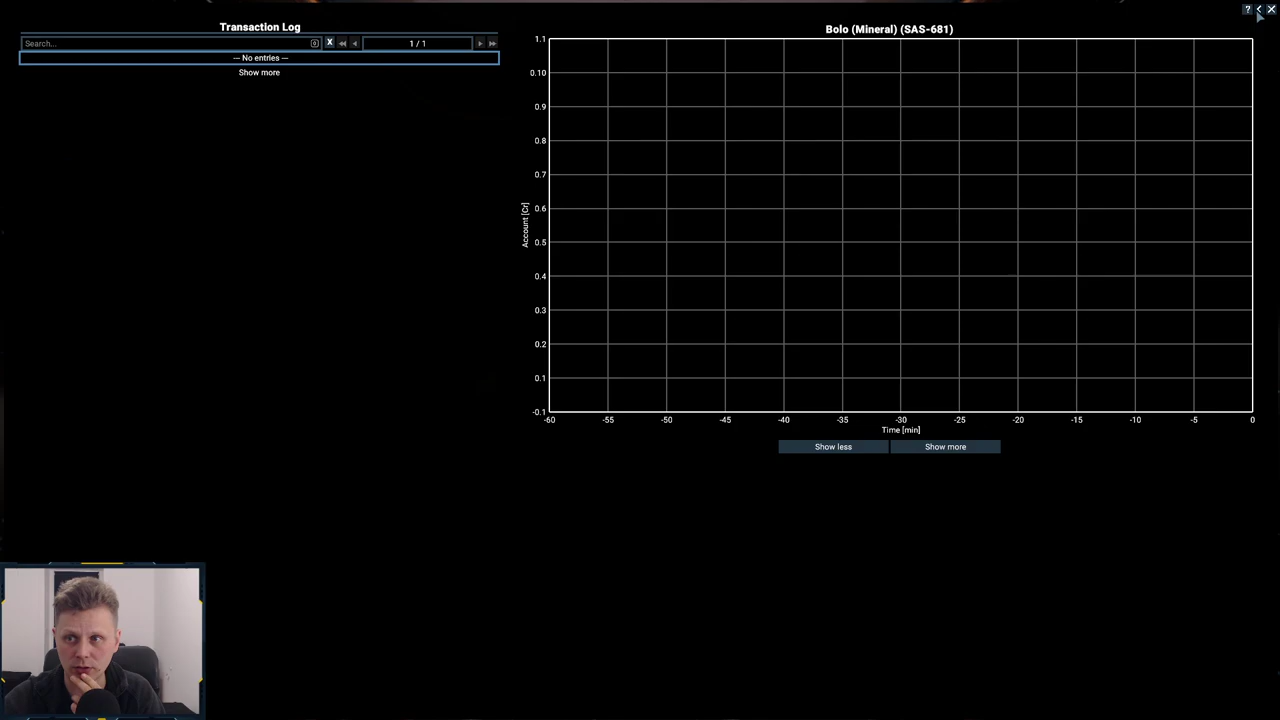 ?
Transaction Log
Search...
X
1 / 1
--- No entries ---
Show more
Bolo (Mineral) (SAS-681)
1.1
0.10
0.9
0.8
0.7
0.6
0.5
0.4
0.3
0.2
0.1
-0.1
Account [Cr]
-60 -55 -50 -45 -40 -35 -30 -25 -20 -15 -10 -5 0
Time [min]
Show less
Show more